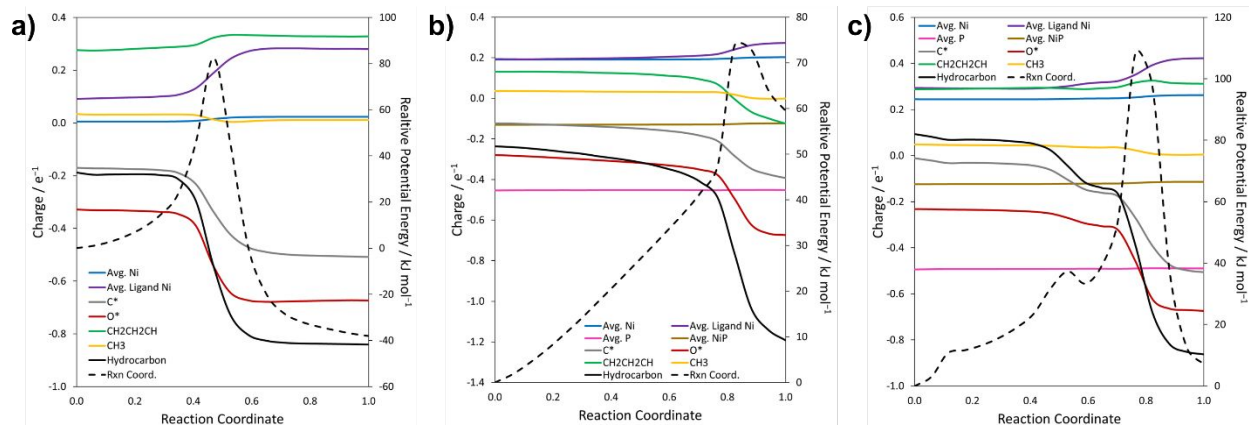 a)
0.4
0.2
0.0
-0.2
-0.4
-0.6
-0.8
-1.0
Charge / e⁻¹
100
80
60
40
20
0
-20
-40
-60
Realtive Potential Energy / kJ mol⁻¹
Avg. Ni
Avg. Ligand Ni
C*
O*
CH2CH2CH
CH3
Hydrocarbon
Rxn Coord.
0.0 0.2 0.4 0.6 0.8 1.0
Reaction Coordinate
b)
0.4
0.2
0.0
-0.2
-0.4
-0.6
-0.8
-1.0
-1.2
-1.4
Charge / e⁻¹
80
70
60
50
40
30
20
10
0
Realtive Potential Energy / kJ mol⁻¹
Avg. Ni Avg. Ligand Ni
Avg. P Avg. NiP
C* O*
CH2CH2CH CH3
Hydrocarbon Rxn Coord.
0.0 0.2 0.4 0.6 0.8 1.0
Reaction Coordinate
c)
0.6
0.4
0.2
0.0
-0.2
-0.4
-0.6
-0.8
-1.0
Charge / e⁻¹
120
100
80
60
40
20
0
Realtive Potential Energy / kJ mol⁻¹
Avg. Ni Avg. Ligand Ni
Avg. P Avg. NiP
C* O*
CH2CH2CH CH3
Hydrocarbon Rxn Coord.
0.0 0.2 0.4 0.6 0.8 1.0
Reaction Coordinate